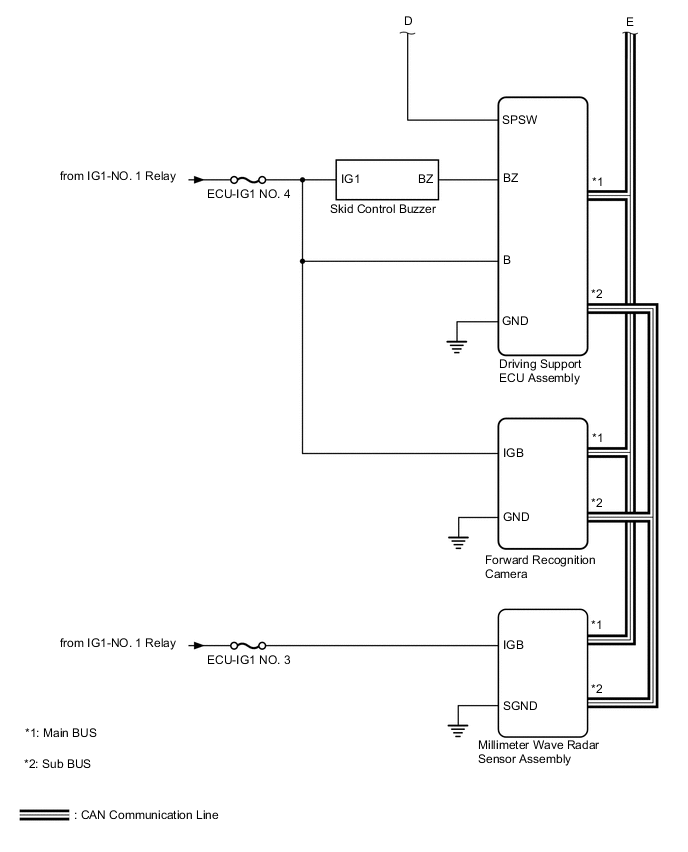 D
E
SPSW
from IG1-NO. 1 Relay
ECU-IG1 NO. 4
IG1
BZ
Skid Control Buzzer
BZ
*1
B
*2
GND
Driving Support
ECU Assembly
*1
IGB
*2
GND
Forward Recognition
Camera
*1
from IG1-NO. 1 Relay
ECU-IG1 NO. 3
IGB
*2
SGND
Millimeter Wave Radar
Sensor Assembly
*1: Main BUS
*2: Sub BUS
: CAN Communication Line